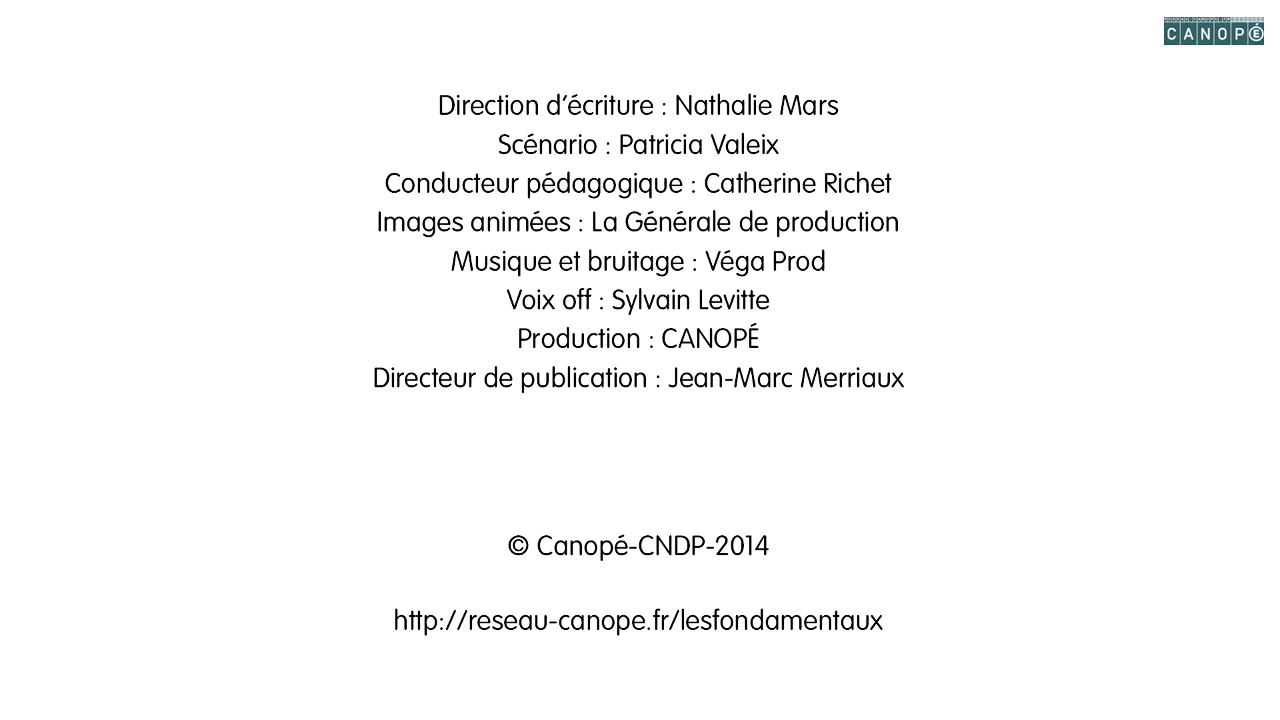 CANOPÉ
Direction d’écriture : Nathalie Mars
Scénario : Patricia Valeix
Conducteur pédagogique : Catherine Richet
Images animées : La Générale de production
Musique et bruitage : Véga Prod
Voix off : Sylvain Levitte
Production : CANOPÉ
Directeur de publication : Jean-Marc Merriaux
© Canopé-CNDP-2014
http://reseau-canope.fr/lesfondamentaux